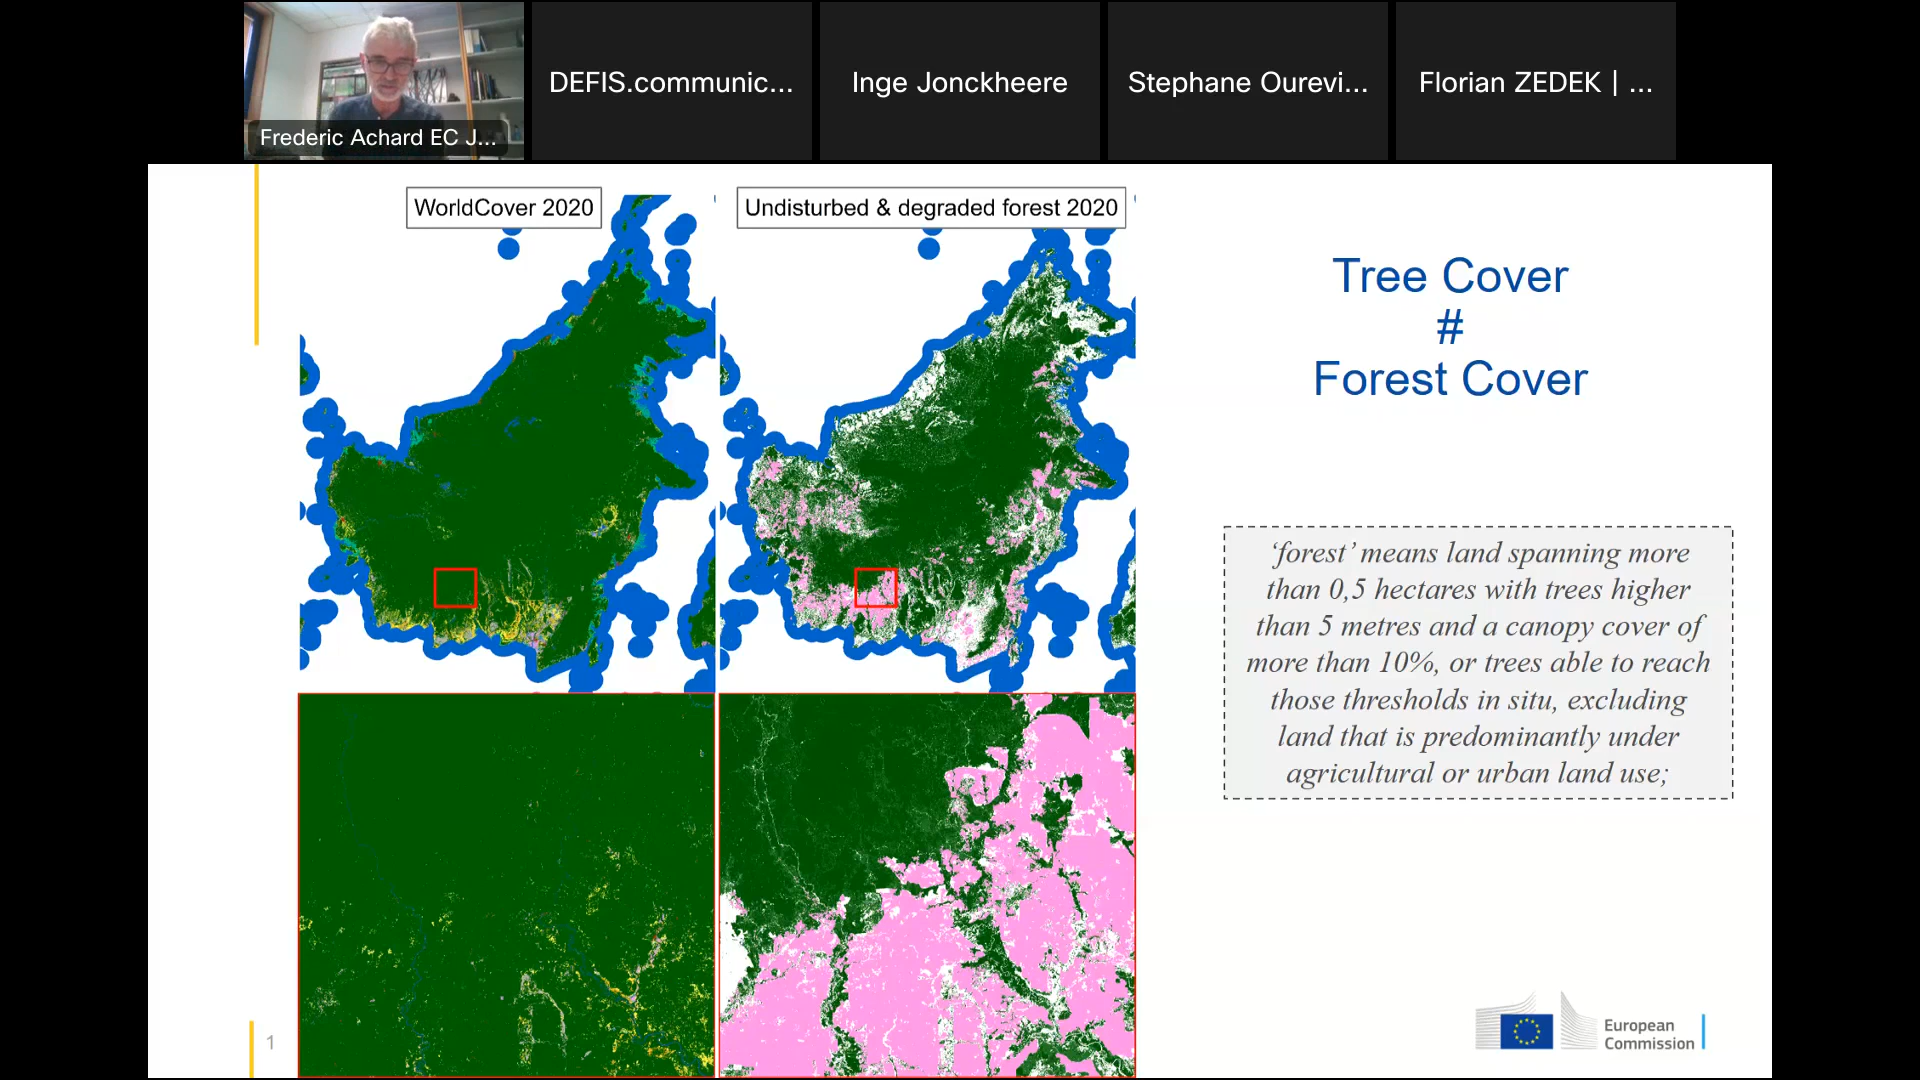 Frederic Achard EC J...
DEFIS.communic...
Inge Jonckheere
Stephane Ourevi...
Florian ZEDEK | ...
WorldCover 2020
Undisturbed & degraded forest 2020
Tree Cover
#
Forest Cover
‘forest’ means land spanning more
than 0,5 hectares with trees higher
than 5 metres and a canopy cover of
more than 10%, or trees able to reach
those thresholds in situ, excluding
land that is predominantly under
agricultural or urban land use;
1
European
Commission